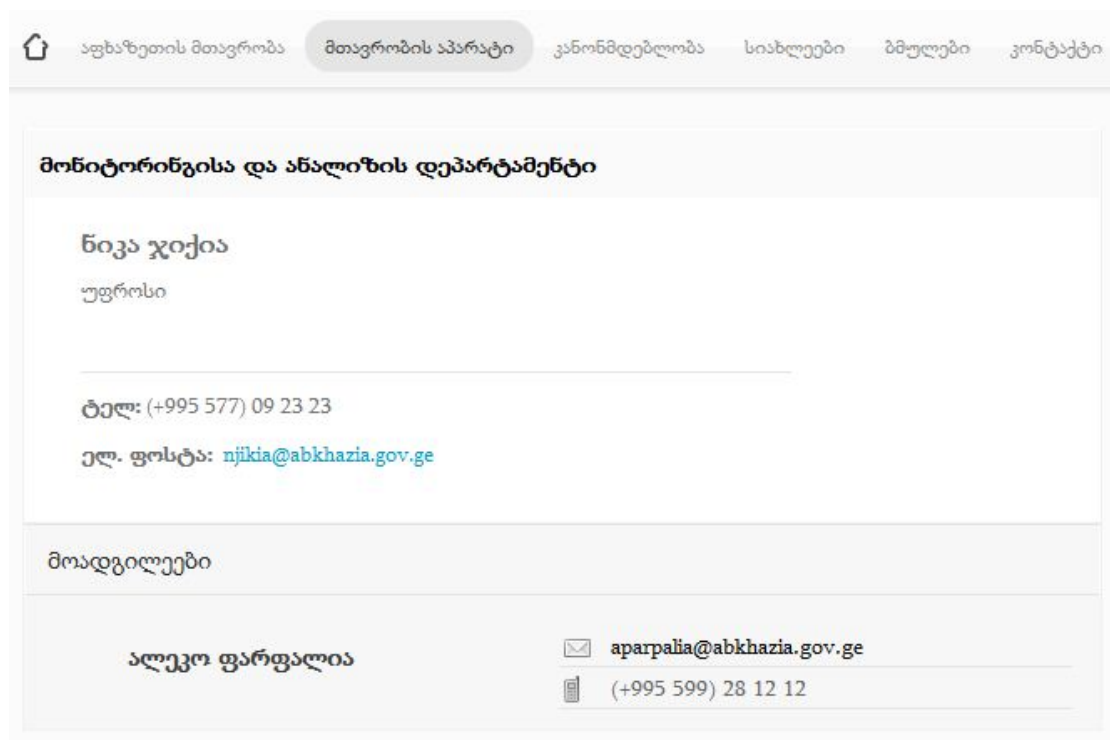 აფხაზეთის მთავრობა მთავრობის აპარატი კანონმდებლობა სიახლეები ბმულები კონტაქტი
მონიტორინგისა და ანალიზის დეპარტამენტი
ნიკა ჯიქია
უფროსი
ტელ: (+995 577) 09 23 23
ელ. ფოსტა: njikia@abkhazia.gov.ge
მოადგილეები
ალეკო ფარფალია
aparpalia@abkhazia.gov.ge
(+995 599) 28 12 12